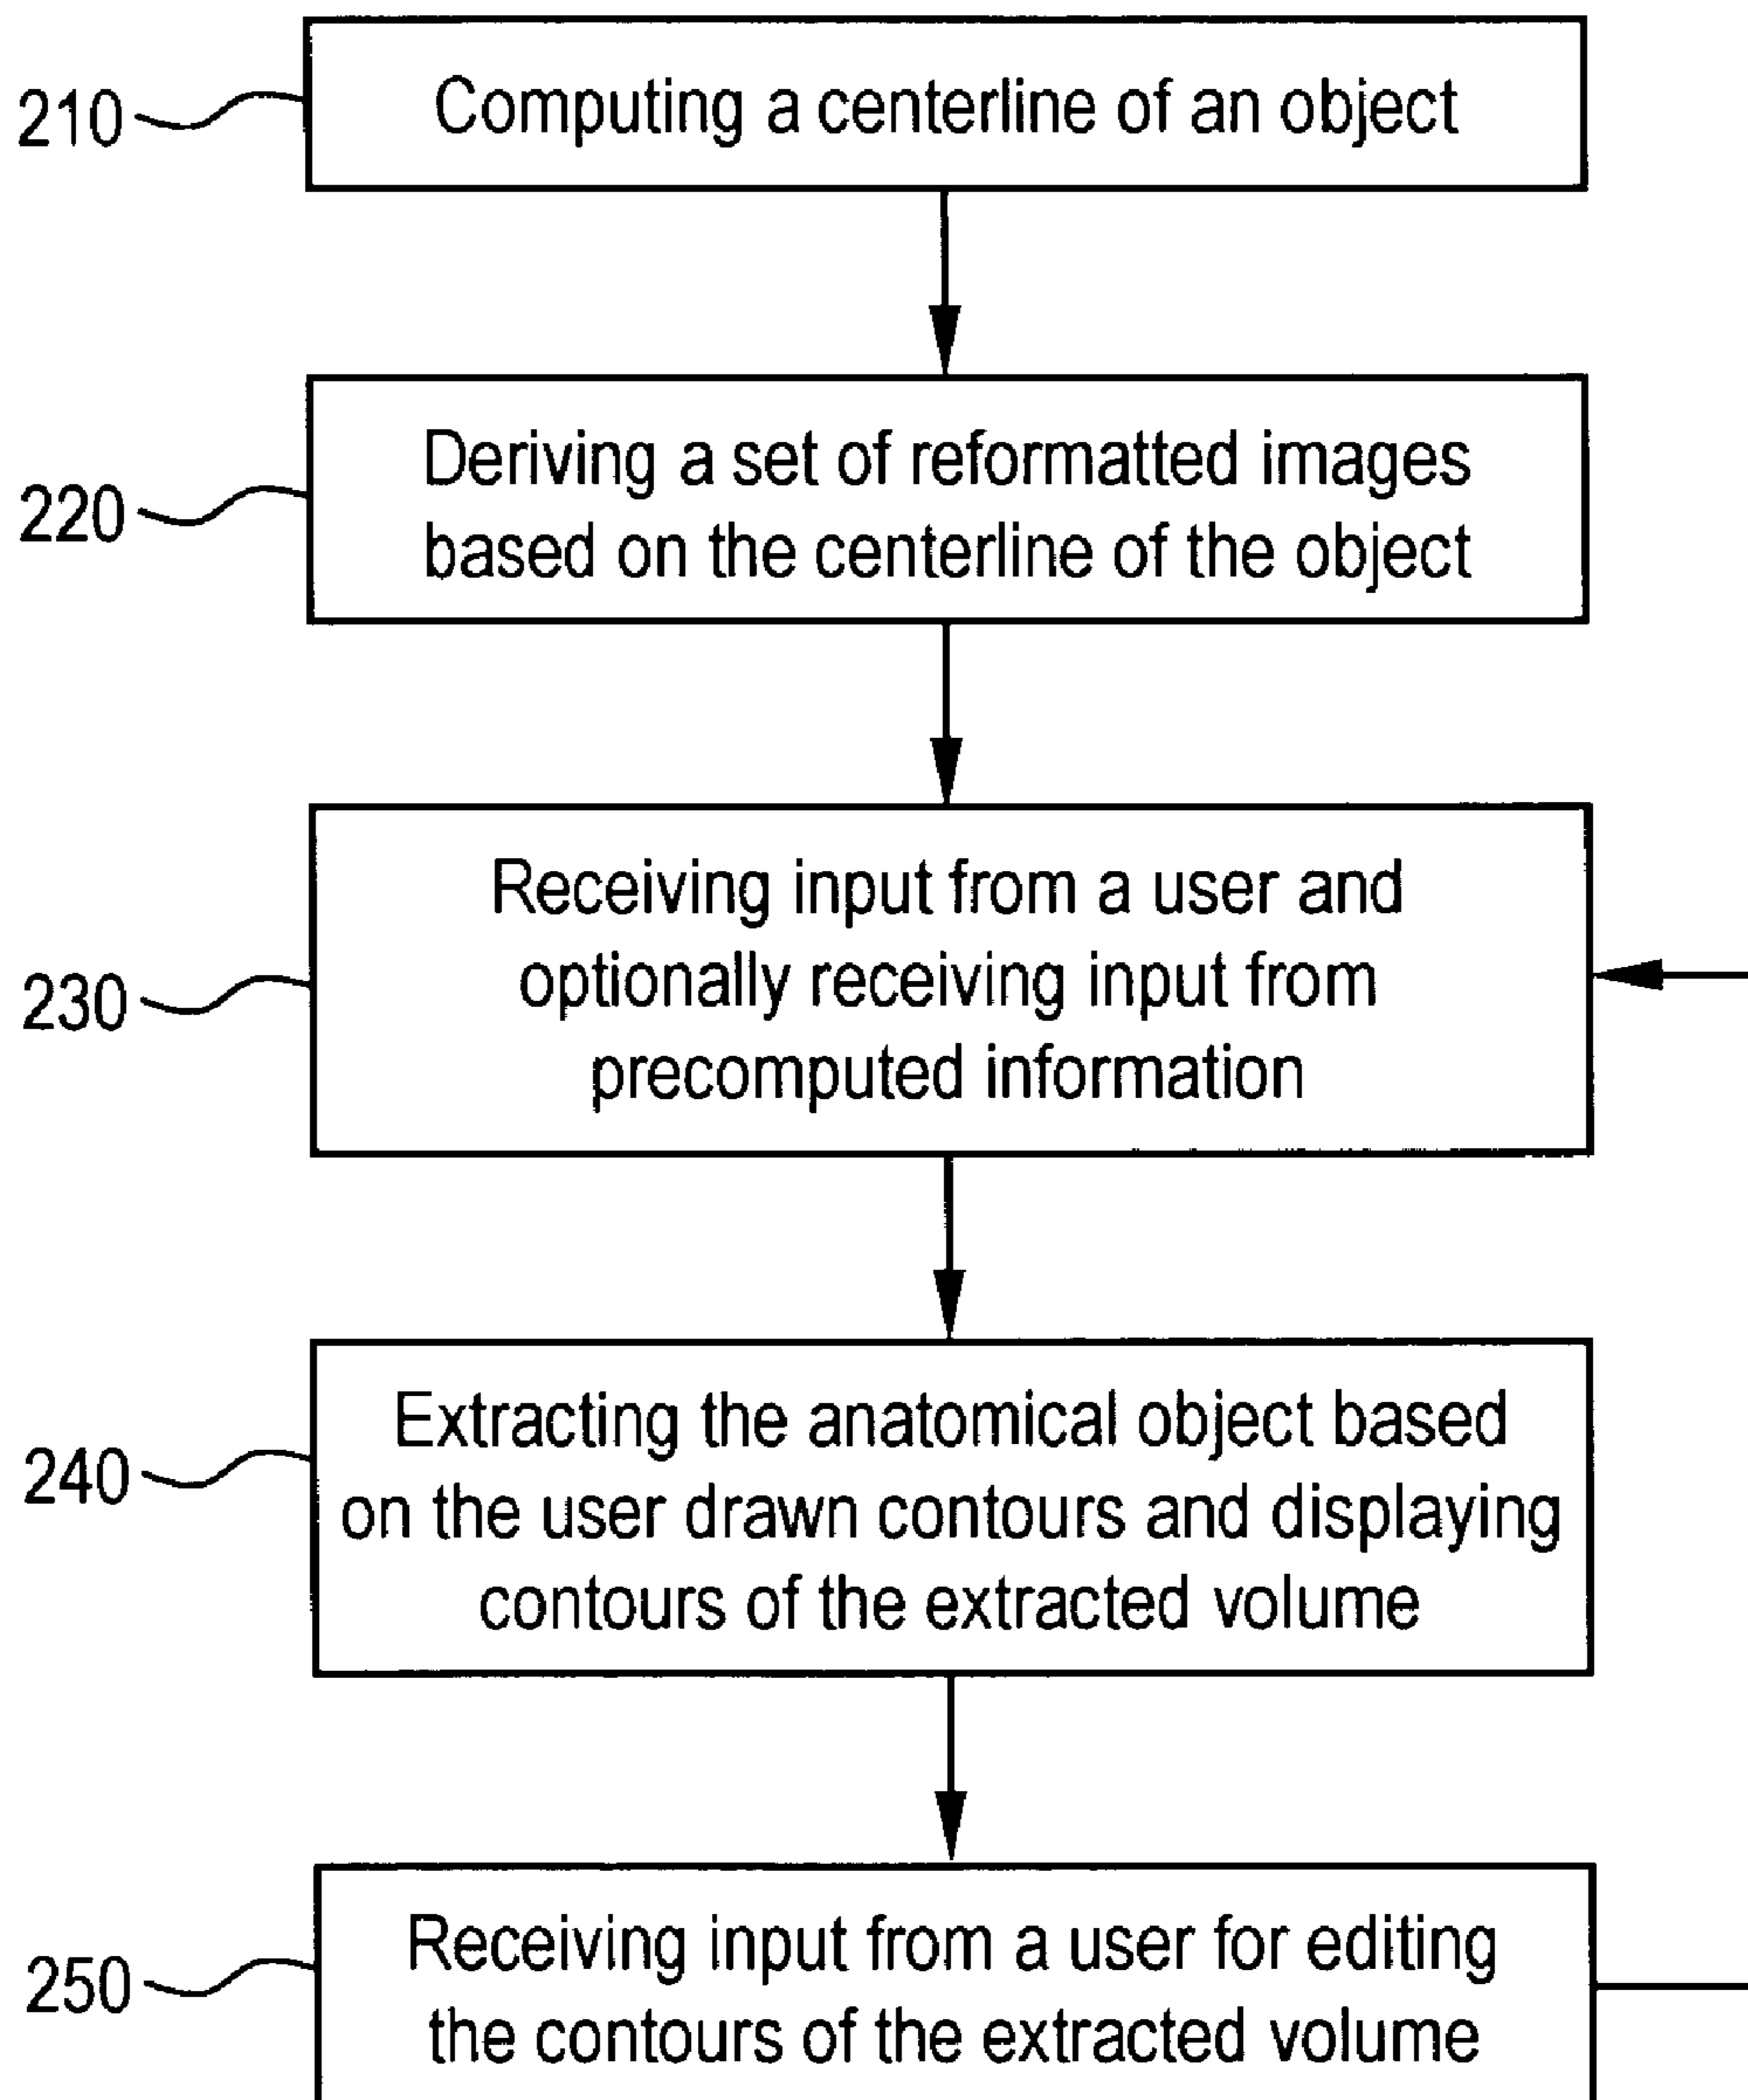 210
Computing a centerline of an object
220
Deriving a set of reformatted images
based on the centerline of the object
230
Receiving input from a user and
optionally receiving input from
precomputed information
240
Extracting the anatomical object based
on the user drawn contours and displaying
contours of the extracted volume
250
Receiving input from a user for editing
the contours of the extracted volume